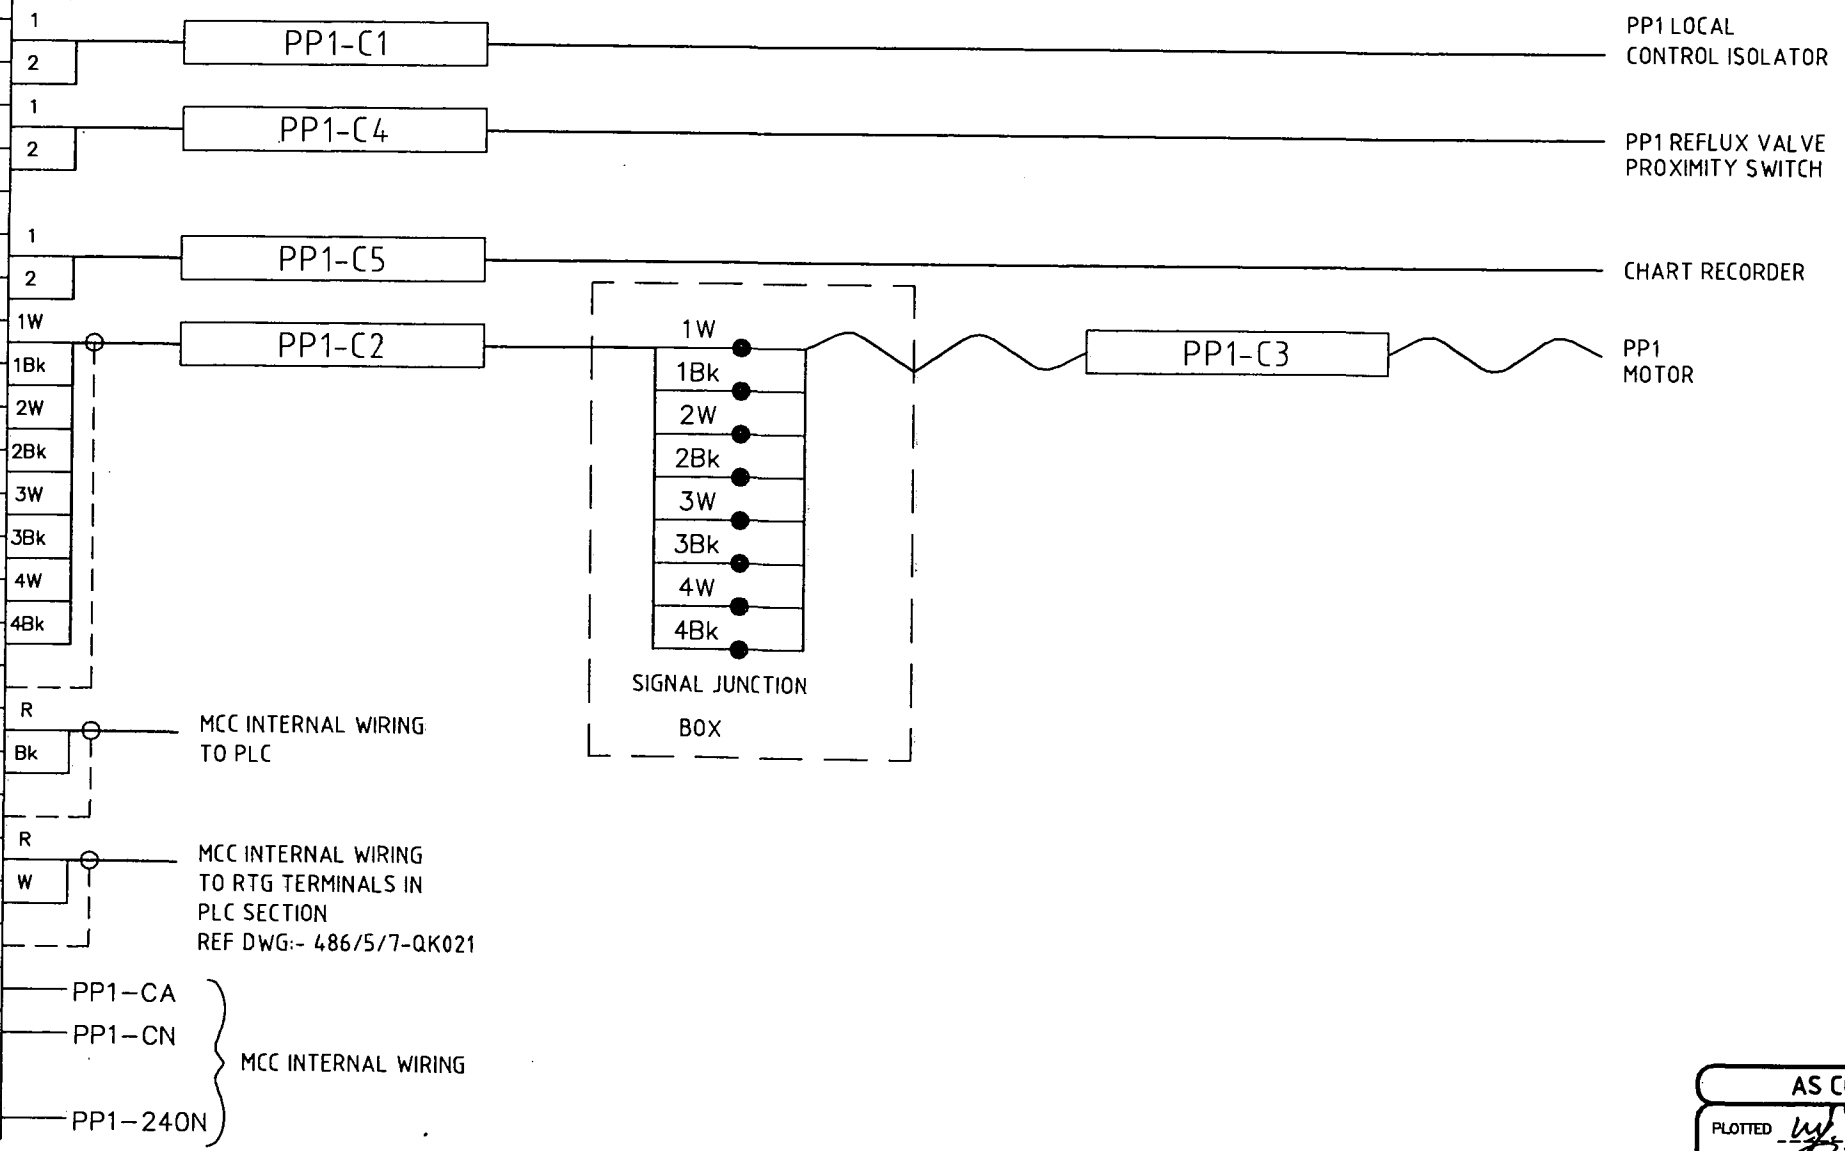 1
2
PP1-C1
PP1 LOCAL
CONTROL ISOLATOR
1
2
PP1-C4
PP1 REFLUX VALVE
PROXIMITY SWITCH
1
2
PP1-C5
CHART RECORDER
1W
1Bk
2W
2Bk
3W
3Bk
4W
4Bk
PP1-C2
1W
1Bk
2W
2Bk
3W
3Bk
4W
4Bk
SIGNAL JUNCTION
BOX
PP1-C3
PP1
MOTOR
R
Bk
MCC INTERNAL WIRING
TO PLC
R
W
MCC INTERNAL WIRING
TO RTG TERMINALS IN
PLC SECTION
REF DWG:- 486/5/7-QK021
PP1-CA
PP1-CN
PP1-240N
MCC INTERNAL WIRING
AS
PLOTTED